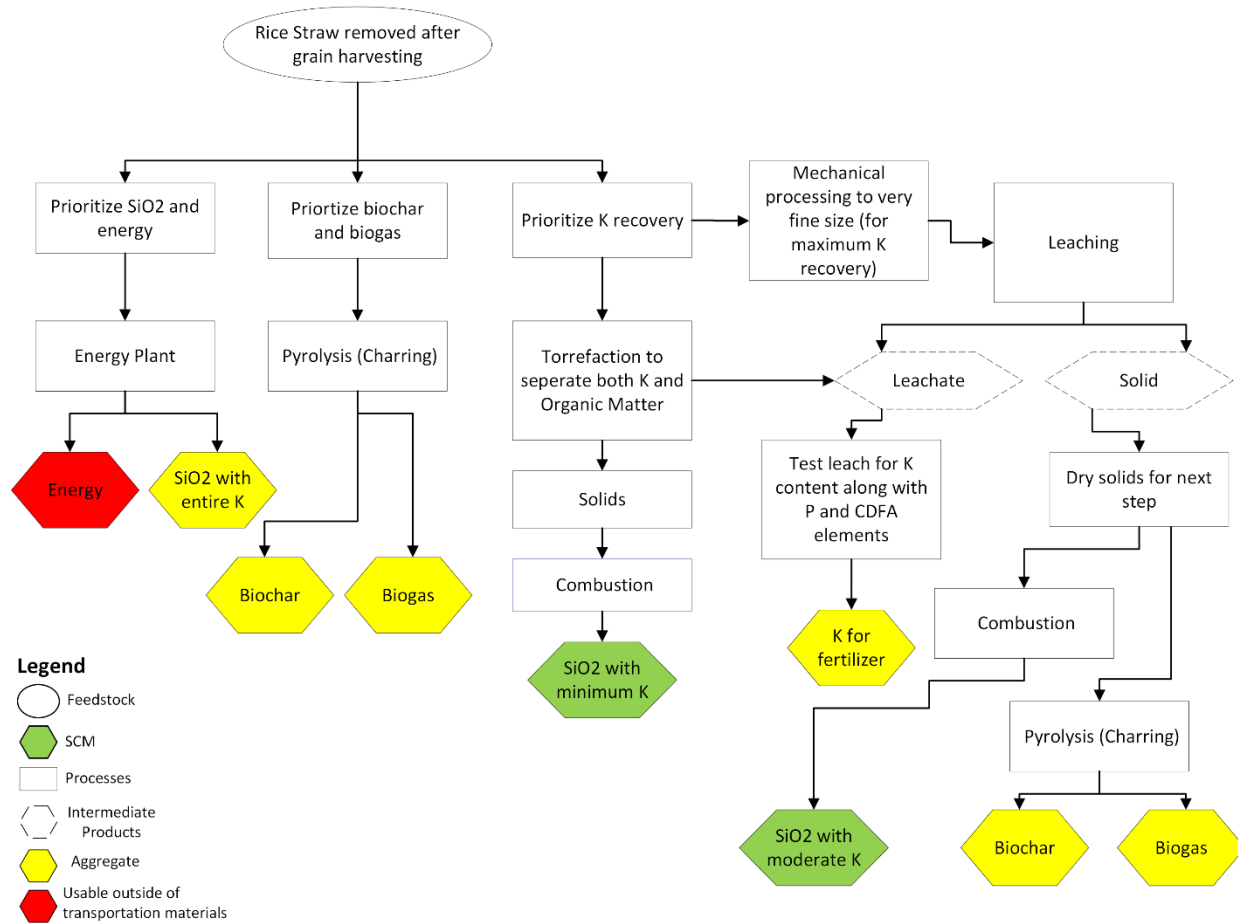 Rice Straw removed after
grain harvesting
Prioritize SiO2 and
energy
Priortize biochar
and biogas
Prioritize K recovery
Mechanical
processing to very
fine size (for
maximum K
recovery)
Leaching
Energy Plant
Pyrolysis (Charring)
Torrefaction to
seperate both K and
Organic Matter
Leachate
Solid
Energy
SiO2 with
entire K
Solids
Test leach for K
content along with
P and CDFA
elements
Dry solids for next
step
Biochar
Biogas
Combustion
K for
fertilizer
Combustion
SiO2 with
minimum K
Pyrolysis (Charring)
SiO2 with
moderate K
Biochar
Biogas
Legend
Feedstock
SCM
Processes
Intermediate
Products
Aggregate
Usable outside of
transportation materials